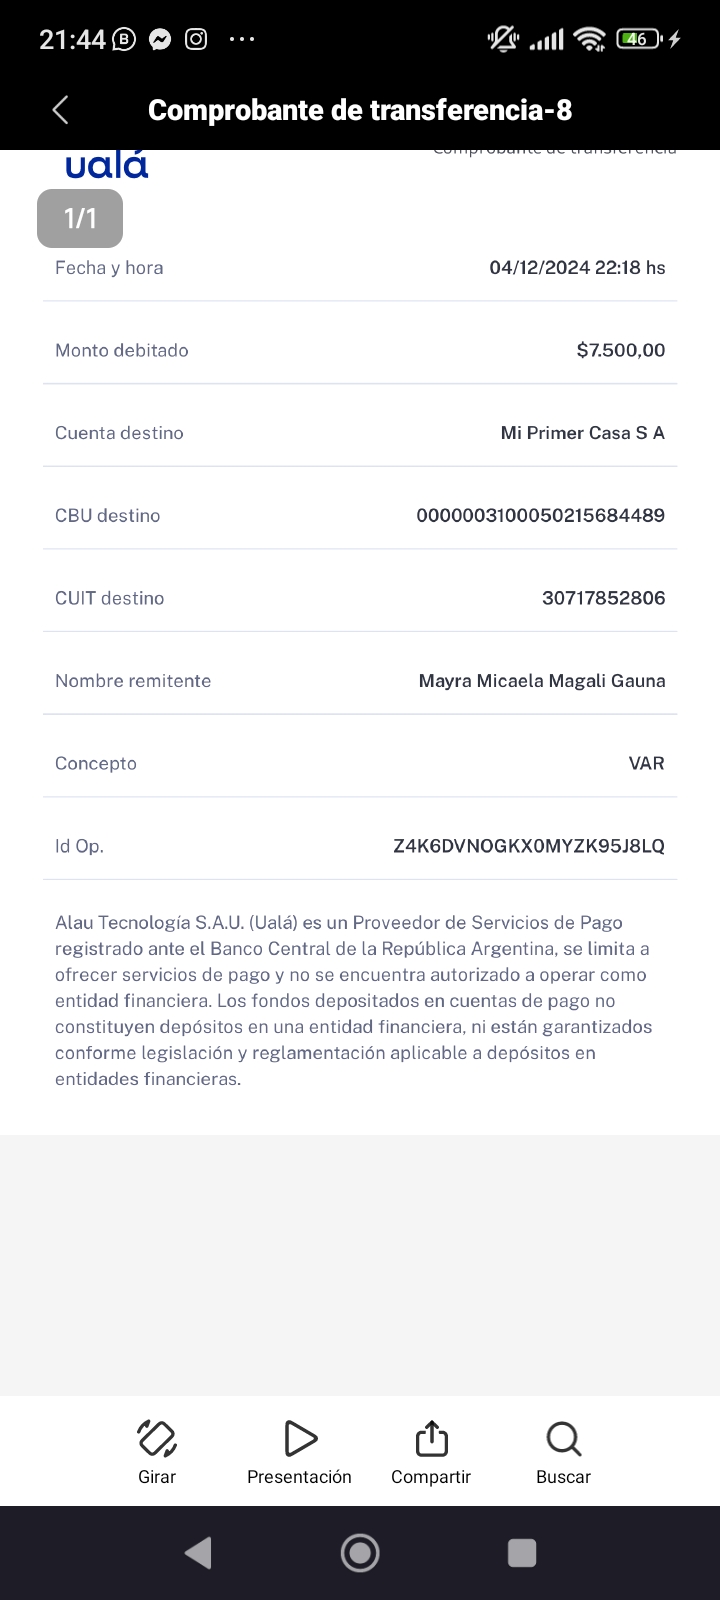 21:44
46
Comprobante de transferencia-8
ualá
Comprobante de transferencia
1/1
Fecha y hora 04/12/2024 22:18 hs
Monto debitado $7.500,00
Cuenta destino Mi Primer Casa S A
CBU destino 0000003100050215684489
CUIT destino 30717852806
Nombre remitente Mayra Micaela Magali Gauna
Concepto VAR
Id Op. Z4K6DVNOGKX0MYZK95J8LQ
Alau Tecnología S.A.U. (Ualá) es un Proveedor de Servicios de Pago
registrado ante el Banco Central de la República Argentina, se limita a
ofrecer servicios de pago y no se encuentra autorizado a operar como
entidad financiera. Los fondos depositados en cuentas de pago no
constituyen depósitos en una entidad financiera, ni están garantizados
conforme legislación y reglamentación aplicable a depósitos en
entidades financieras.
Girar Presentación Compartir Buscar